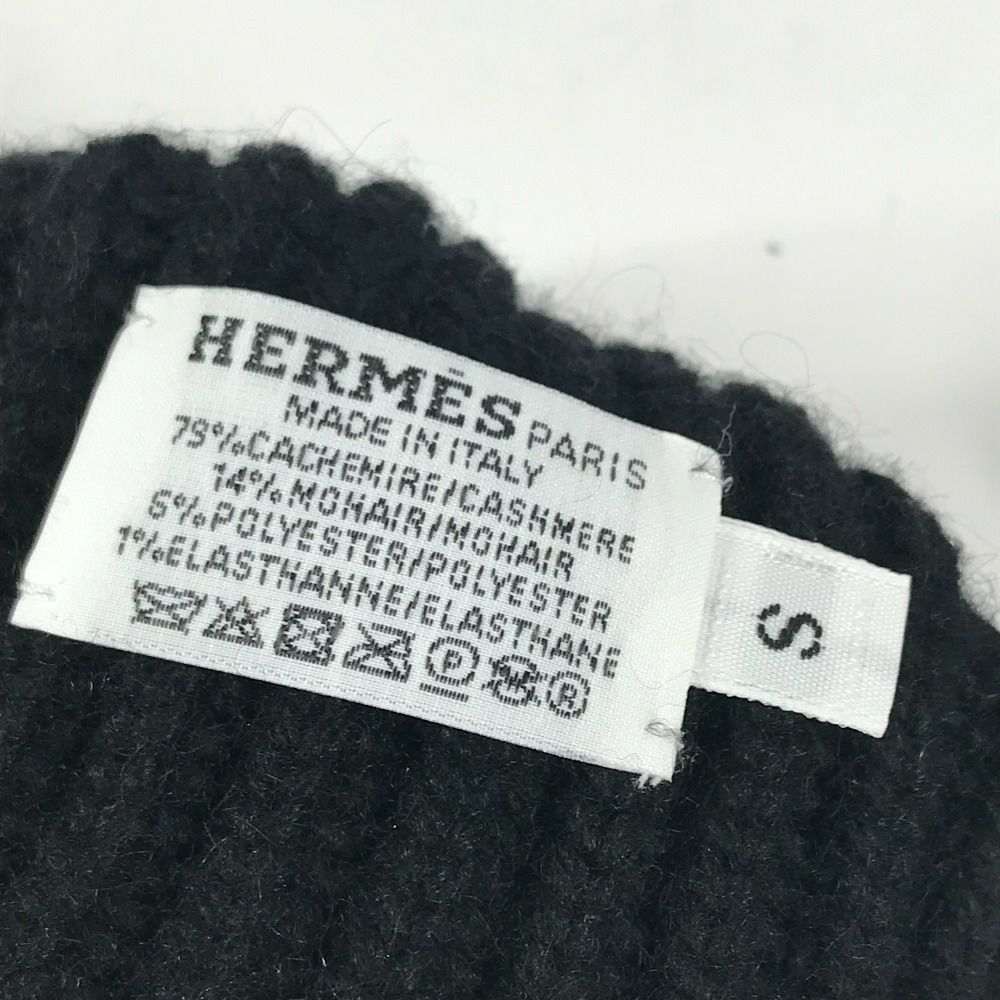 HERMÈS PARIS
MADE IN ITALY
79%CACHEMIRE/CASHMERE
14%MOHAIR/MOHAIR
6%POLYESTER/POLYESTER
1%ELASTHANNE/ELASTHANE
P W R
S